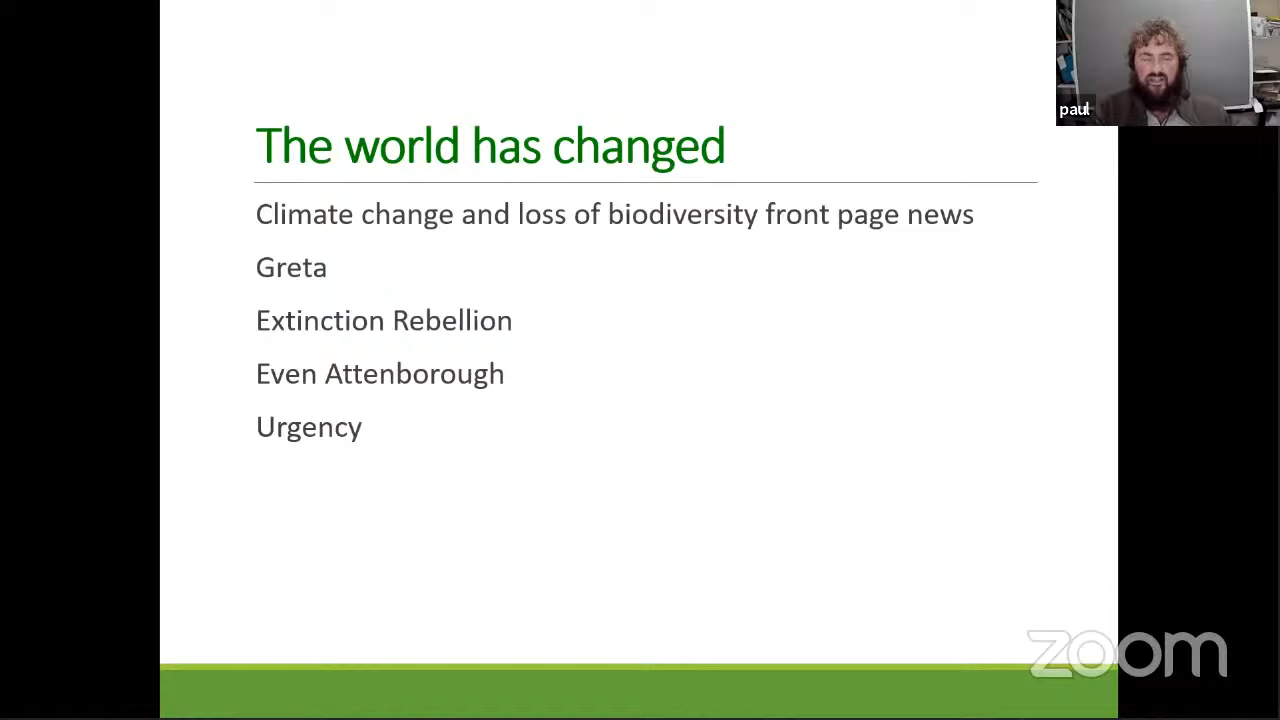 The world has changed
Climate change and loss of biodiversity front page news
Greta
Extinction Rebellion
Even Attenborough
Urgency
paul
zoom